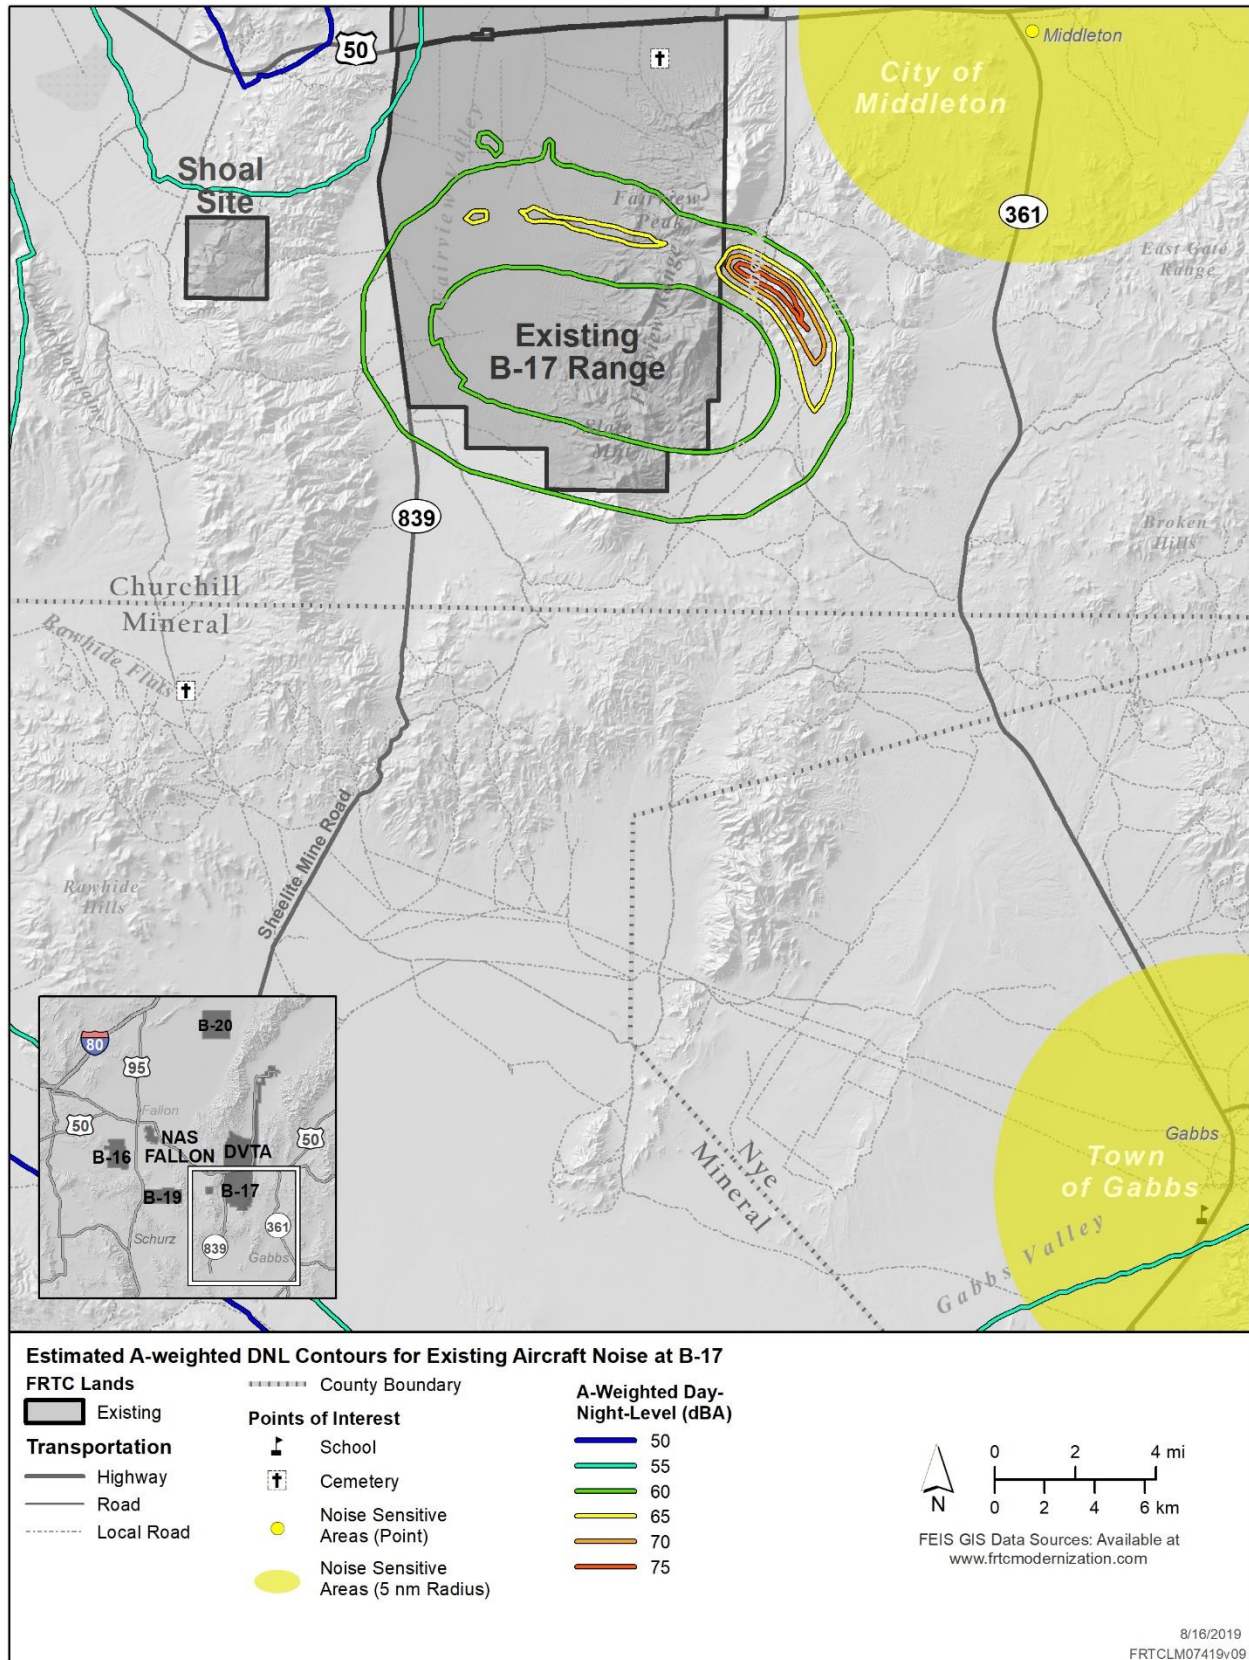 50
Middleton
City of
Middleton
Shoal
Site
Fairview Valley
Fairview
Peak
361
East Gate
Range
Existing
B-17 Range
Slate
Mtn
839
Broken
Hills
Churchill
Mineral
Rawhide Flats
Sheelite Mine Road
Rawhide
Hills
B-20
80
95
Fallon
50
NAS
FALLON
DVTA
50
B-16
B-19
B-17
361
Schurz
839
Gabbs
Nye
Mineral
Gabbs
Town
of Gabbs
Gabbs Valley
Estimated A-weighted DNL Contours for Existing Aircraft Noise at B-17
FRTC Lands
Existing
Transportation
Highway
Road
Local Road
County Boundary
Points of Interest
School
Cemetery
Noise Sensitive
Areas (Point)
Noise Sensitive
Areas (5 nm Radius)
A-Weighted Day-
Night-Level (dBA)
50
55
60
65
70
75
N
0 2 4 mi
0 2 4 6 km
FEIS GIS Data Sources: Available at
www.frtcmodernization.com
8/16/2019
FRTCLM07419v09